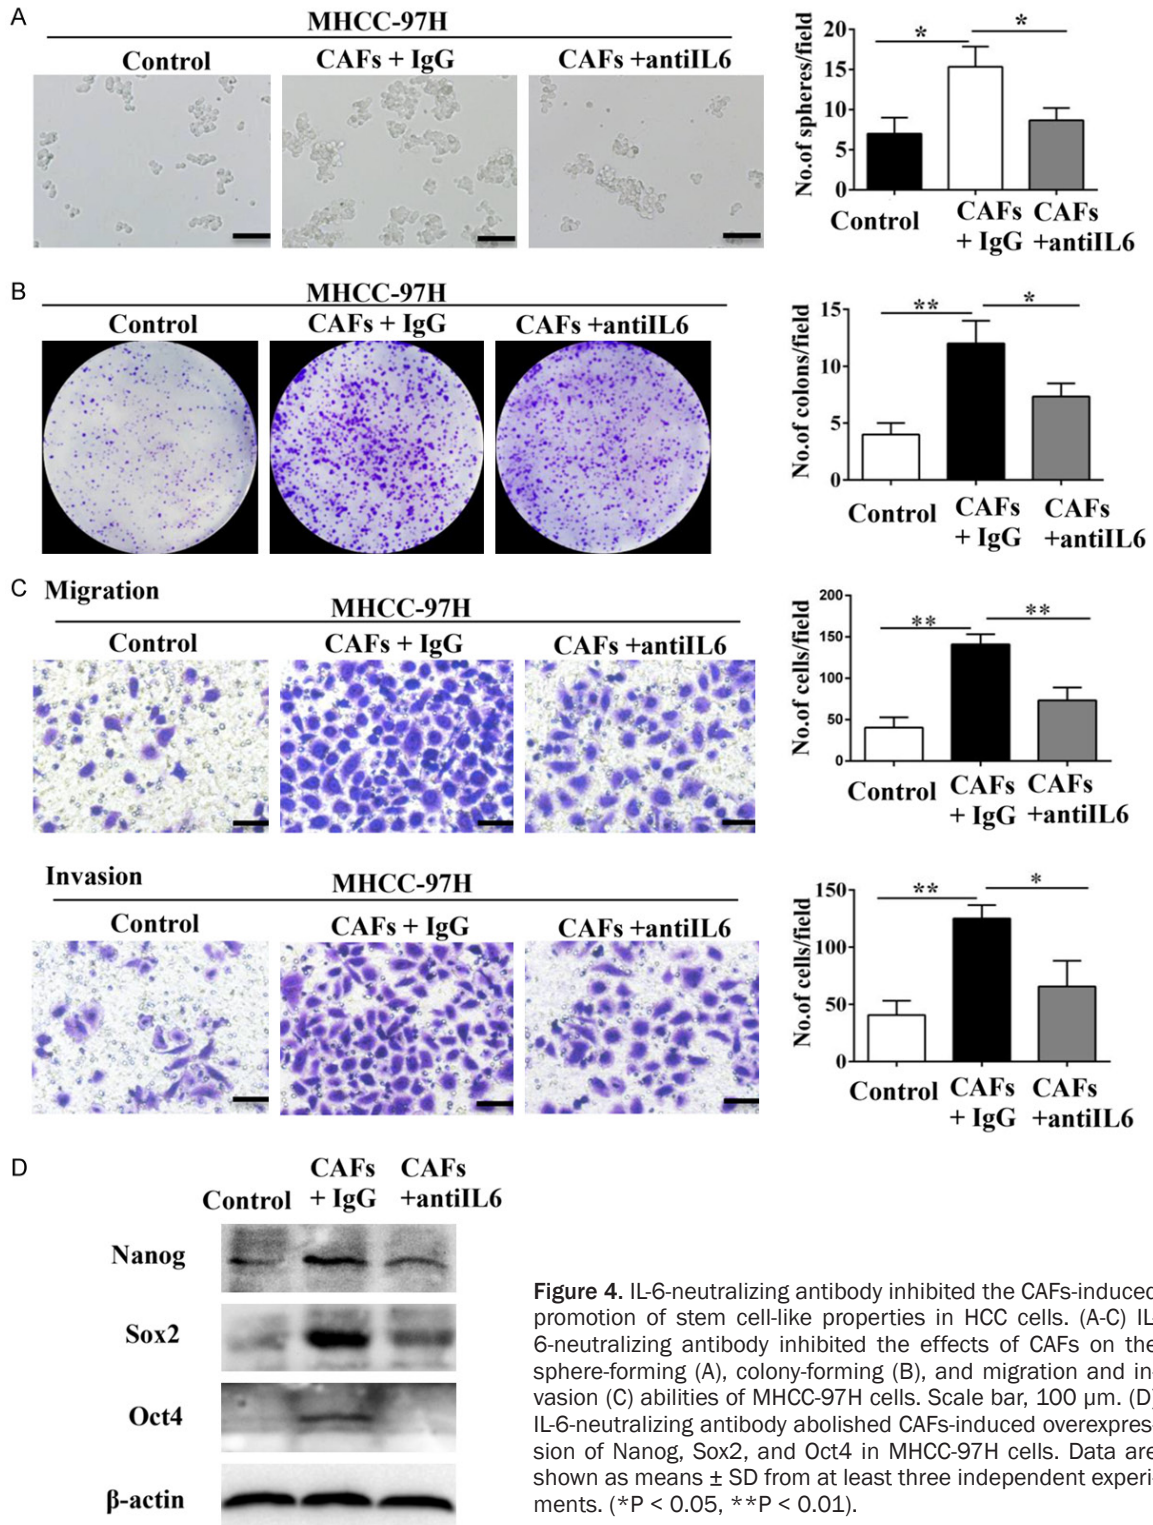 A
MHCC-97H
Control
CAFs + IgG
CAFs +antiIL6
No.of spheres/field
20
15
10
5
0
*
*
Control
CAFs
+ IgG
CAFs
+antiIL6
B
MHCC-97H
Control
CAFs + IgG
CAFs +antiIL6
No.of colons/field
15
10
5
0
**
*
Control
CAFs
+ IgG
CAFs
+antiIL6
C
Migration
MHCC-97H
Control
CAFs + IgG
CAFs +antiIL6
No.of cells/field
200
150
100
50
0
**
**
Control
CAFs
+ IgG
CAFs
+antiIL6
Invasion
MHCC-97H
Control
CAFs + IgG
CAFs +antiIL6
No.of cells/field
150
100
50
0
**
*
Control
CAFs
+ IgG
CAFs
+antiIL6
D
Control
CAFs
+ IgG
CAFs
+antiIL6
Nanog
Sox2
Oct4
β-actin
Figure 4. IL-6-neutralizing antibody inhibited the CAFs-induced
promotion of stem cell-like properties in HCC cells. (A-C) IL-
6-neutralizing antibody inhibited the effects of CAFs on the
sphere-forming (A), colony-forming (B), and migration and in-
vasion (C) abilities of MHCC-97H cells. Scale bar, 100 µm. (D)
IL-6-neutralizing antibody abolished CAFs-induced overexpres-
sion of Nanog, Sox2, and Oct4 in MHCC-97H cells. Data are
shown as means ± SD from at least three independent experi-
ments. (*P < 0.05, **P < 0.01).